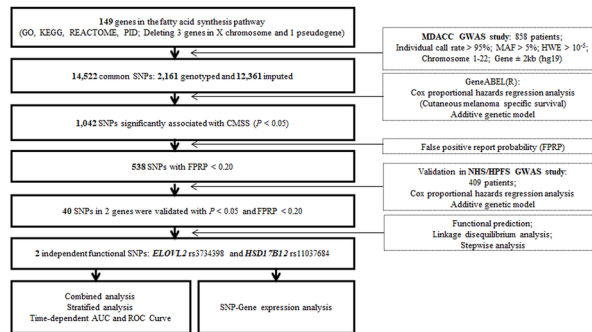 149 genes in the fatty acid synthesis pathway
(GO, KEGG, REACTOME, PID; Deleting 3 genes in X chromosome and 1 pseudogene)
MDACC GWAS study: 858 patients;
Individual call rate > 95%; MAF > 5%; HWE > 10-5;
Chromosome 1-22; Gene ± 2kb (hg19)
14,522 common SNPs: 2,161 genotyped and 12,361 imputed
GeneABEL(R):
Cox proportional hazards regression analysis
(Cutaneous melanoma specific survival)
Additive genetic model
1,042 SNPs significantly associated with CMSS (P < 0.05)
False positive report probability (FPRP)
538 SNPs with FPRP < 0.20
Validation in NHS/HPFS GWAS study:
409 patients;
Cox proportional hazards regression analysis
Additive genetic model
40 SNPs in 2 genes were validated with P < 0.05 and FPRP < 0.20
Functional prediction;
Linkage disequilibrium analysis;
Stepwise analysis
2 independent functional SNPs: ELOVL2 rs3734398 and HSD17B12 rs11037684
Combined analysis
Stratified analysis
Time-dependent AUC and ROC Curve
SNP-Gene expression analysis